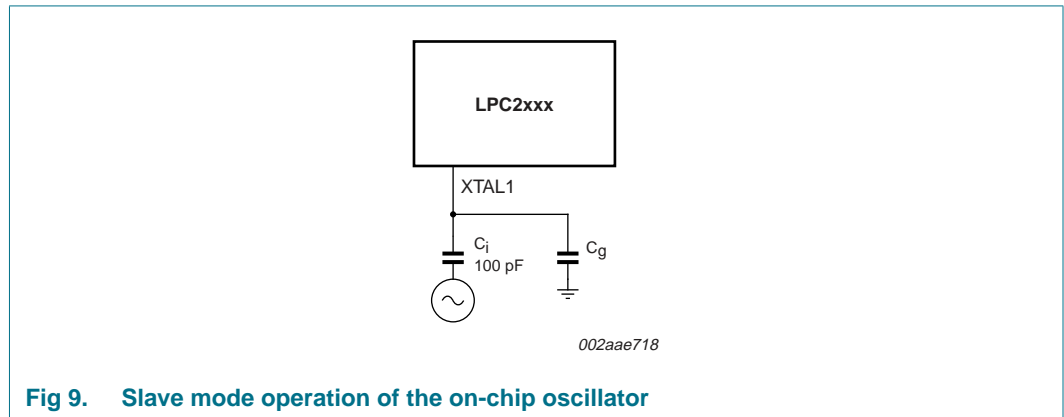 LPC2xxx
XTAL1
Ci
100 pF
Cg
002aae718
Fig 9. Slave mode operation of the on-chip oscillator